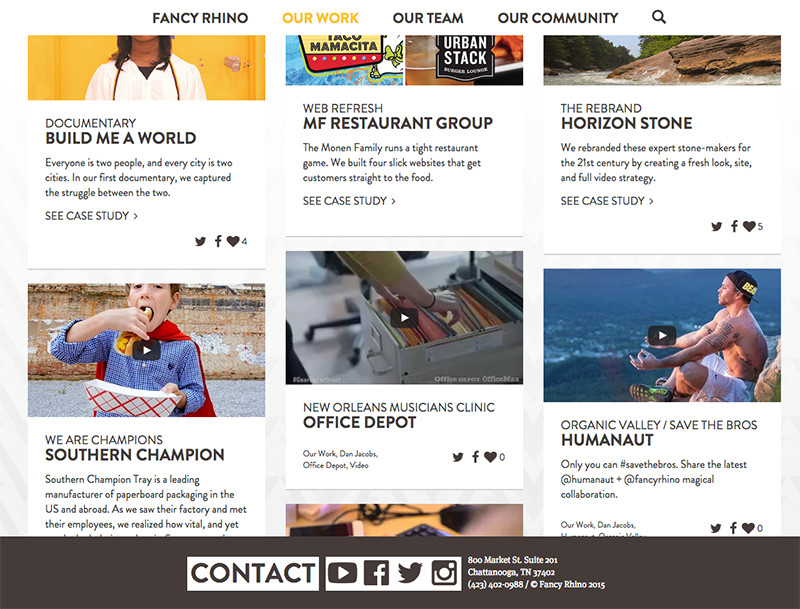 FANCY RHINO
OUR WORK
OUR TEAM
OUR COMMUNITY
DOCUMENTARY
BUILD ME A WORLD
Everyone is two people, and every city is two
cities. In our first documentary, we captured
the struggle between the two.
SEE CASE STUDY >
4
WE ARE CHAMPIONS
SOUTHERN CHAMPION
Southern Champion Tray is a leading
manufacturer of paperboard packaging in the
US and abroad. As we saw their factory and met
their employees, we realized how vital, and yet
TACO
MAMACITA
URBAN
STACK
BURGER LOUNGE
WEB REFRESH
MF RESTAURANT GROUP
The Monen Family runs a tight restaurant
game. We built four slick websites that get
customers straight to the food.
SEE CASE STUDY >
OFFICE DEPOT OfficeMax
NEW ORLEANS MUSICIANS CLINIC
OFFICE DEPOT
Our Work, Dan Jacobs,
Office Depot, Video
0
THE REBRAND
HORIZON STONE
We rebranded these expert stone-makers for
the 21st century by creating a fresh look, site,
and full video strategy.
SEE CASE STUDY >
5
ORGANIC VALLEY / SAVE THE BROS
HUMANAUT
Only you can #savethebros. Share the latest
@humanaut + @fancyrhino magical
collaboration.
Our Work, Dan Jacobs,
Humanaut, Organic Valley,
0
CONTACT
800 Market St. Suite 201
Chattanooga, TN 37402
(423) 402-0988 / © Fancy Rhino 2015